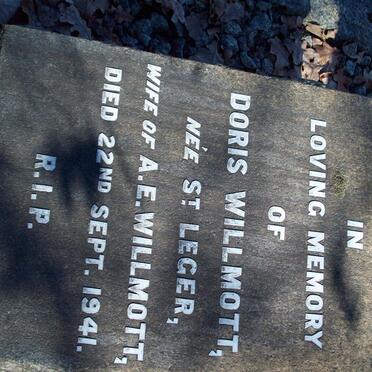 IN
LOVING MEMORY
OF
DORIS WILLMOTT,
NÉE ST LEGER,
WIFE OF A.E. WILLMOTT,
DIED 22ND SEPT. 1941.
R.I.P.